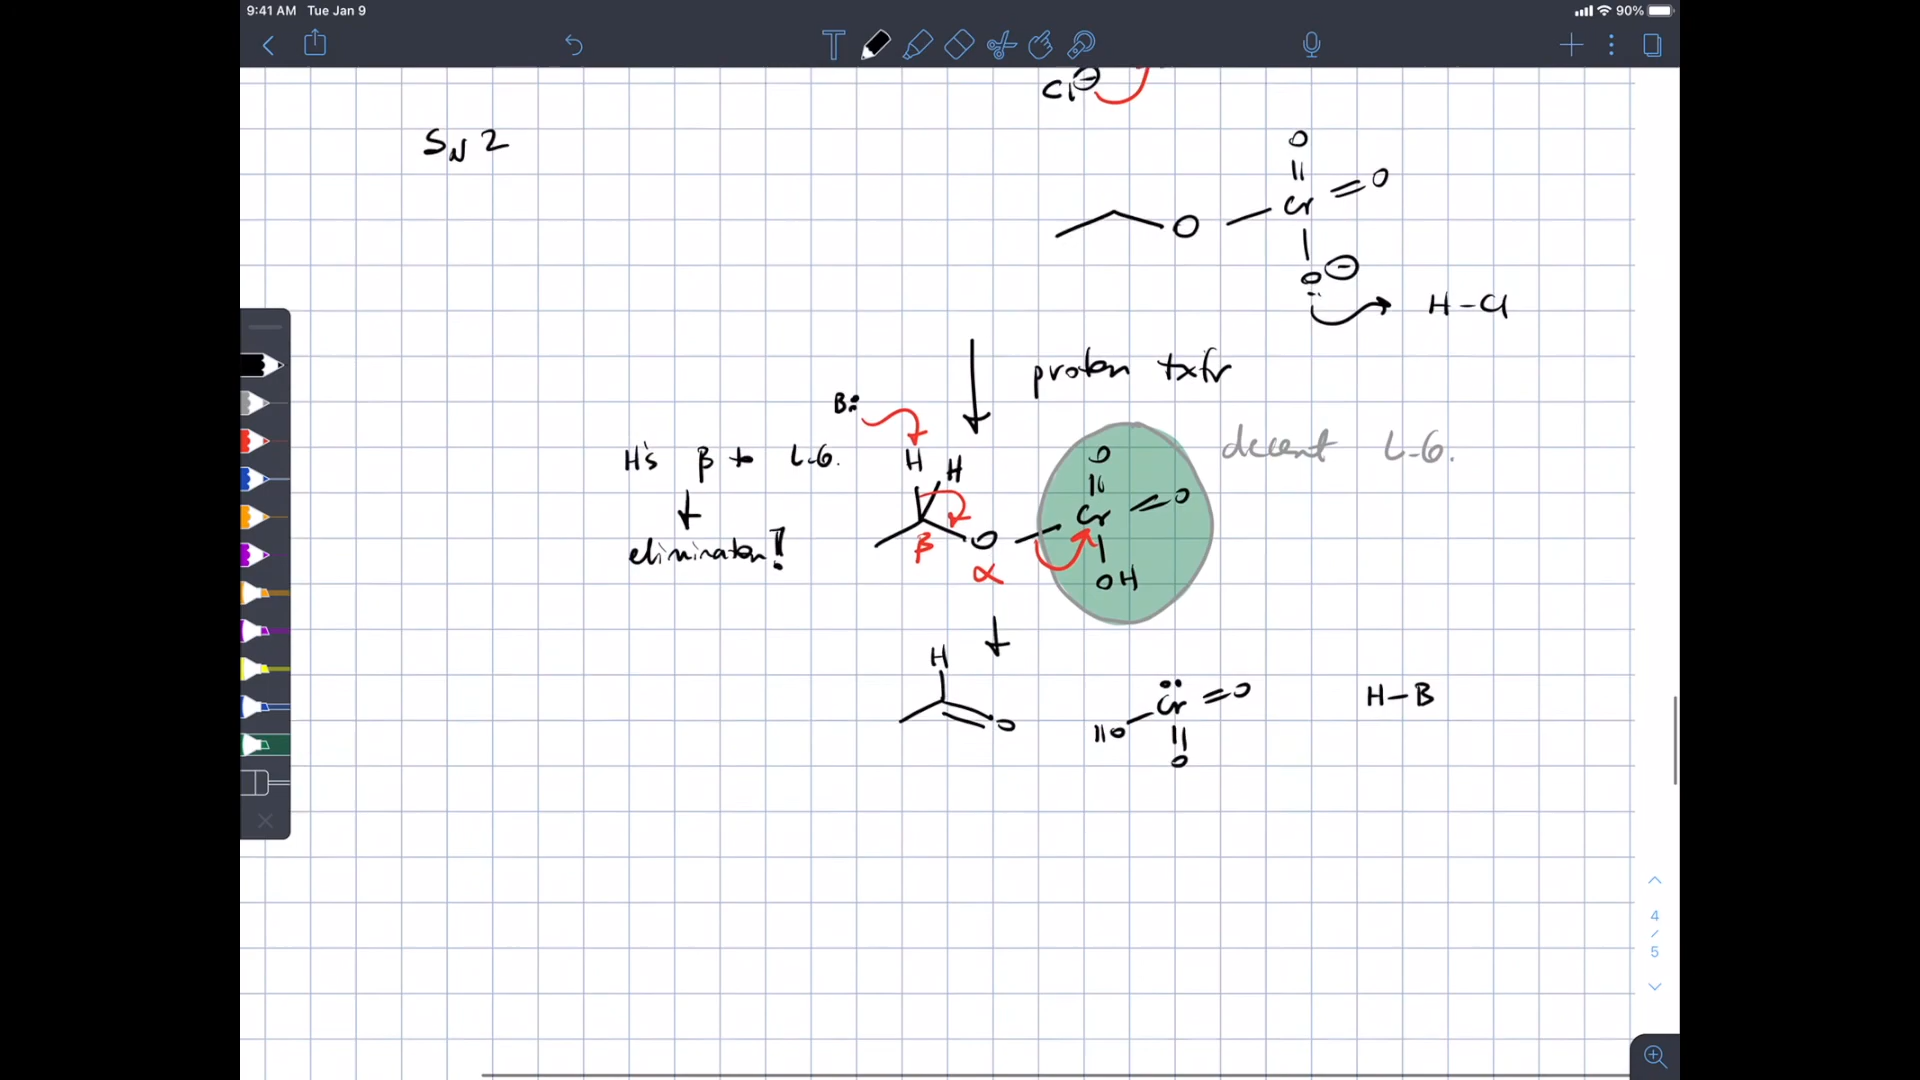 9:41 AM Tue Jan 9
90%
T
Cl⊖
SN2
O
Cr =O
O
O⊖
H-Cl
proton txfr
B:
H's β to L.G.
H
H
decent L.G.
O
Cr =O
O
β
α
OH
elimination!
H
O
Cr =O
HO
O
H-B
4
/
5